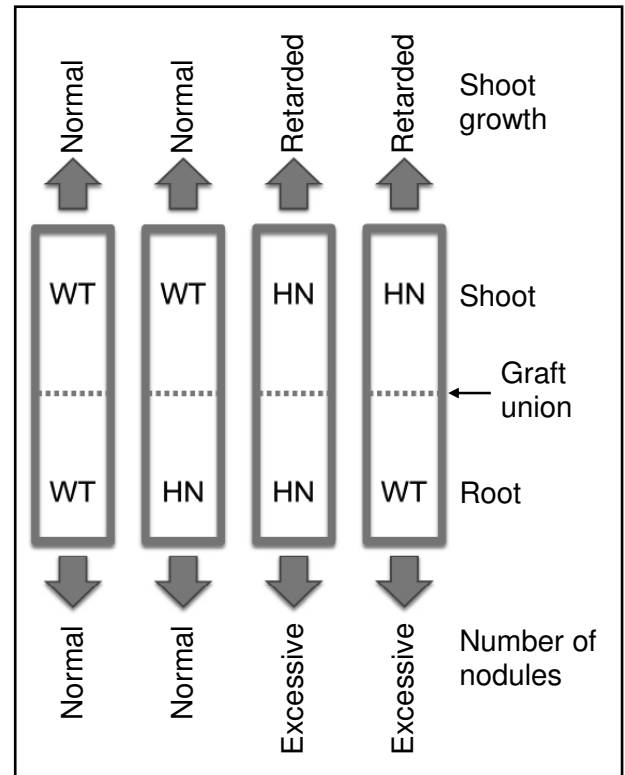 Normal
Normal
Retarded
Retarded
Shoot
growth
WT
WT
HN
HN
Shoot
Graft
union
WT
HN
HN
WT
Root
Normal
Normal
Excessive
Excessive
Number of
nodules